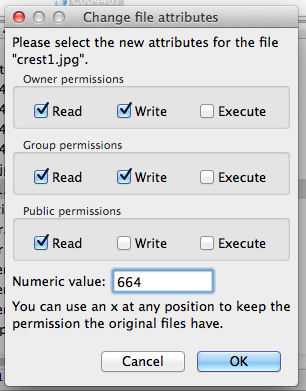 Change file attributes
Please select the new attributes for the file
"crest1.jpg".
Owner permissions
Read Write Execute
Group permissions
Read Write Execute
Public permissions
Read Write Execute
Numeric value: 664
You can use an x at any position to keep the
permission the original files have.
Cancel OK